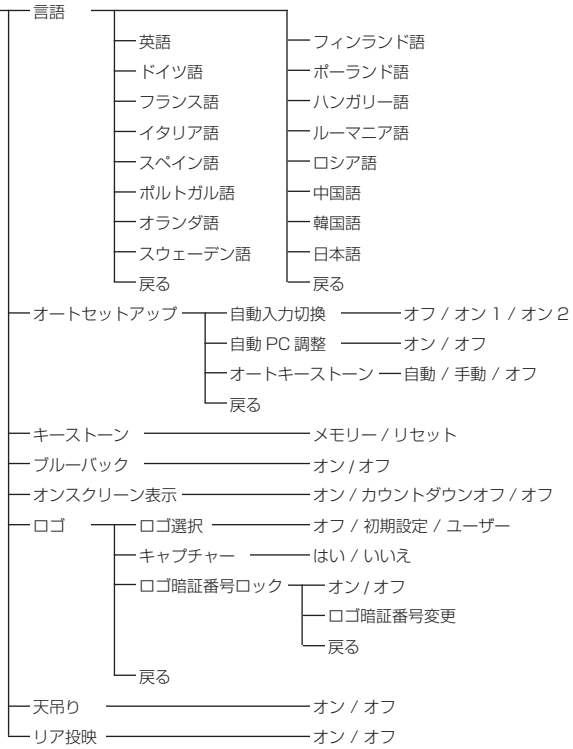 言語
英語 フィンランド語
ドイツ語 ポーランド語
フランス語 ハンガリー語
イタリア語 ルーマニア語
スペイン語 ロシア語
ポルトガル語 中国語
オランダ語 韓国語
スウェーデン語 日本語
戻る 戻る
オートセットアップ 自動入力切換 オフ / オン 1 / オン 2
自動 PC 調整 オン / オフ
オートキーストーン 自動 / 手動 / オフ
戻る
キーストーン メモリー / リセット
ブルーバック オン / オフ
オンスクリーン表示 オン / カウントダウンオフ / オフ
ロゴ ロゴ選択 オフ / 初期設定 / ユーザー
キャプチャー はい / いいえ
ロゴ暗証番号ロック オン / オフ
ロゴ暗証番号変更
戻る
戻る
天吊り オン / オフ
リア投映 オン / オフ